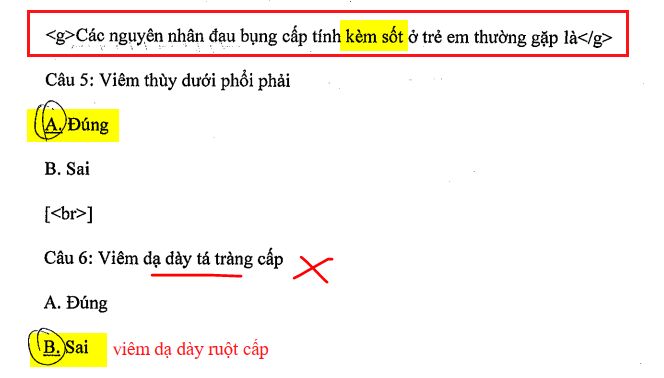 <g>Các nguyên nhân đau bụng cấp tính kèm sốt ở trẻ em thường gặp là</g>
Câu 5: Viêm thùy dưới phổi phải
A. Đúng
B. Sai
[<br>]
Câu 6: Viêm dạ dày tá tràng cấp
A. Đúng
B. Sai viêm dạ dày ruột cấp